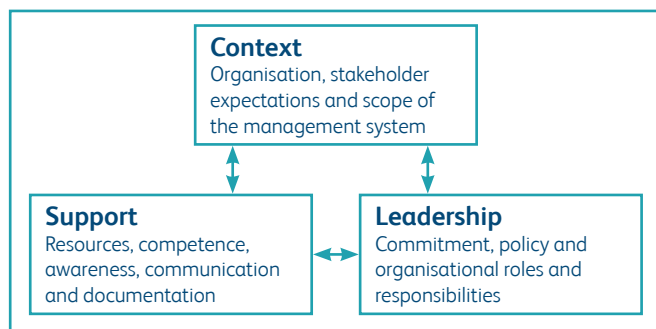 Context
Organisation, stakeholder
expectations and scope of
the management system
Support
Resources, competence,
awareness, communication
and documentation
Leadership
Commitment, policy and
organisational roles and
responsibilities